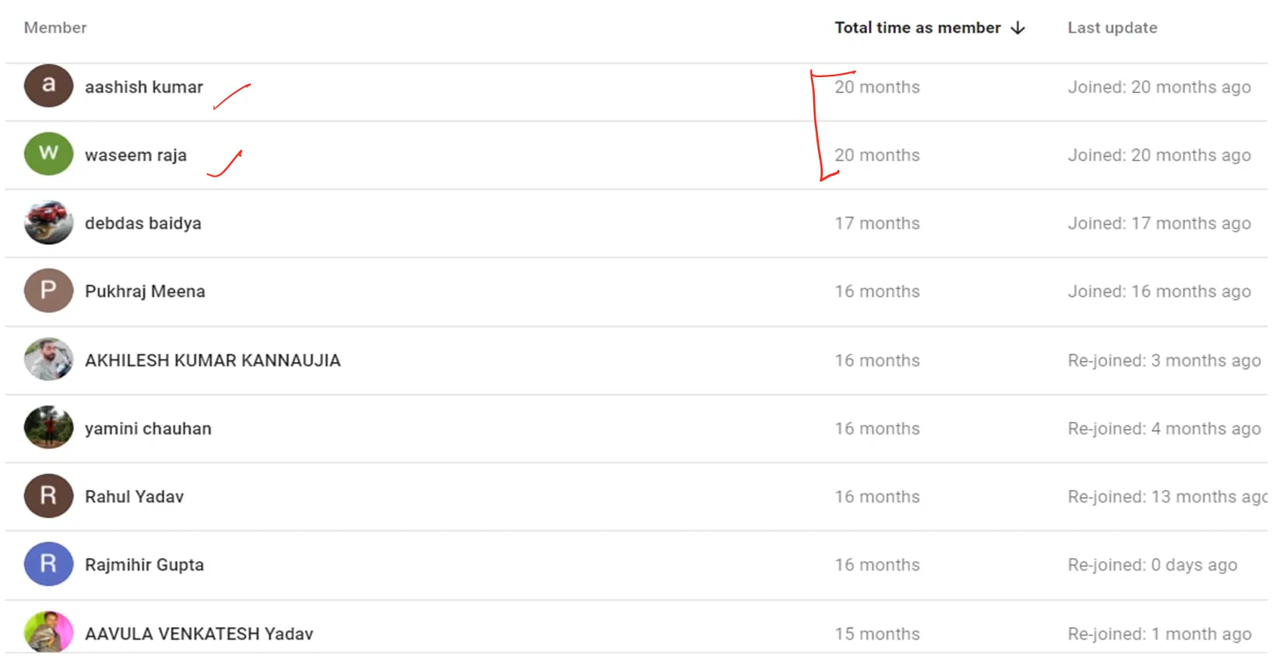 Member Total time as member Last update
a aashish kumar 20 months Joined: 20 months ago
w waseem raja 20 months Joined: 20 months ago
debdas baidya 17 months Joined: 17 months ago
P Pukhraj Meena 16 months Joined: 16 months ago
AKHILESH KUMAR KANNAUJIA 16 months Re-joined: 3 months ago
yamini chauhan 16 months Re-joined: 4 months ago
R Rahul Yadav 16 months Re-joined: 13 months ago
R Rajmihir Gupta 16 months Re-joined: 0 days ago
AAVULA VENKATESH Yadav 15 months Re-joined: 1 month ago